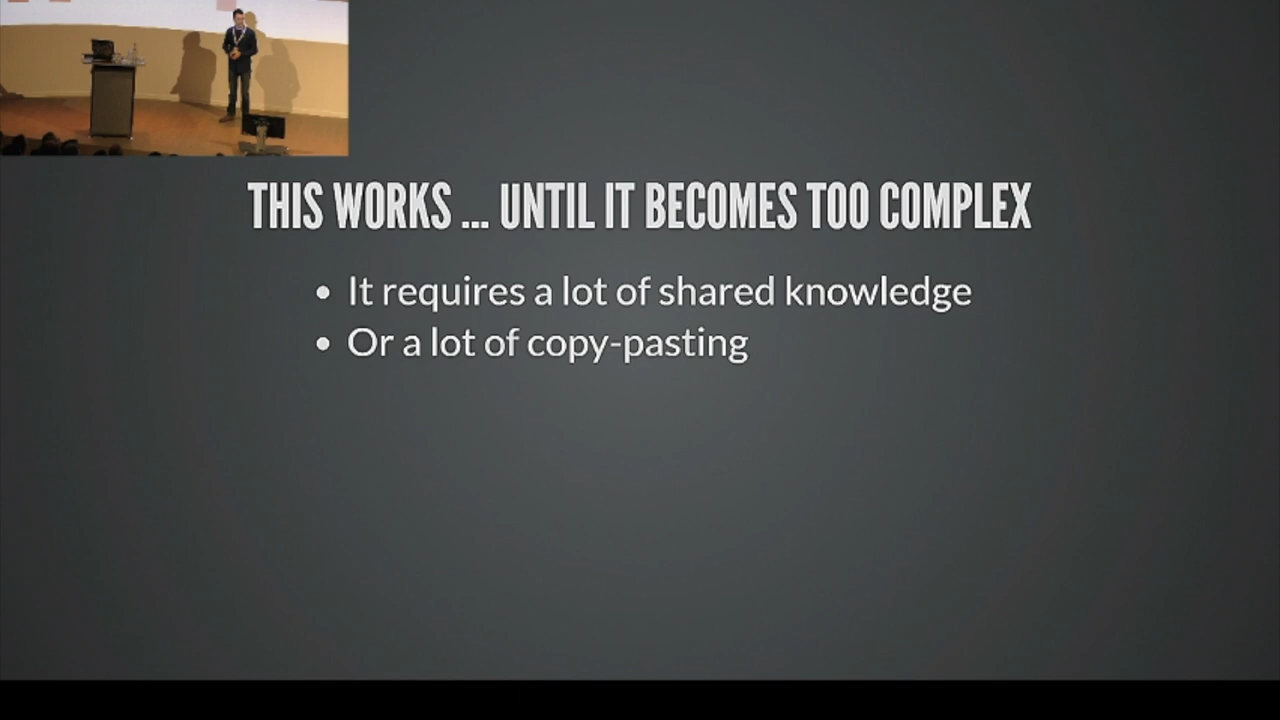 THIS WORKS ... UNTIL IT BECOMES TOO COMPLEX
It requires a lot of shared knowledge
Or a lot of copy-pasting